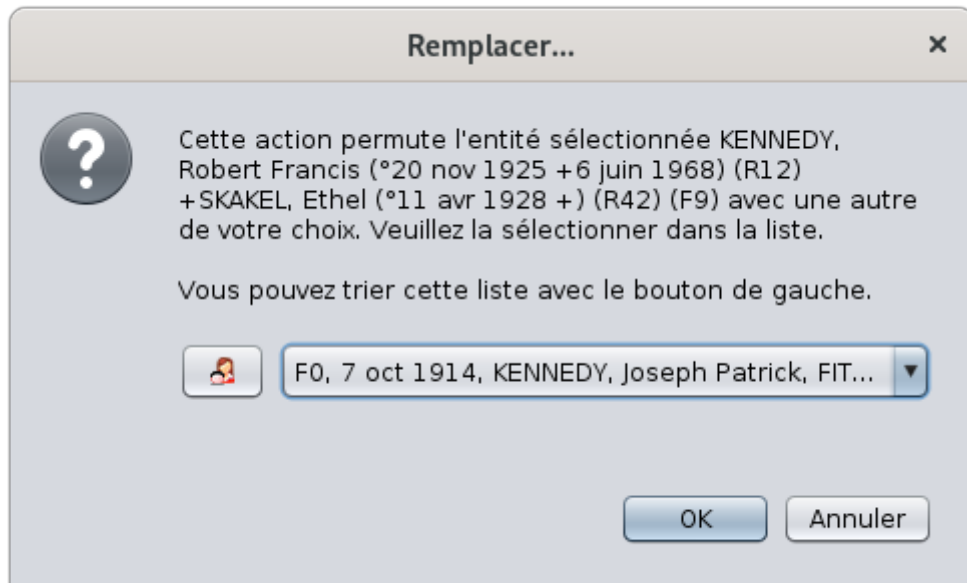 Remplacer...
Cette action permute l'entité sélectionnée KENNEDY,
Robert Francis (°20 nov 1925 +6 juin 1968) (R12)
+SKAKEL, Ethel (°11 avr 1928 +) (R42) (F9) avec une autre
de votre choix. Veuillez la sélectionner dans la liste.
Vous pouvez trier cette liste avec le bouton de gauche.
F0, 7 oct 1914, KENNEDY, Joseph Patrick, FIT...
OK
Annuler